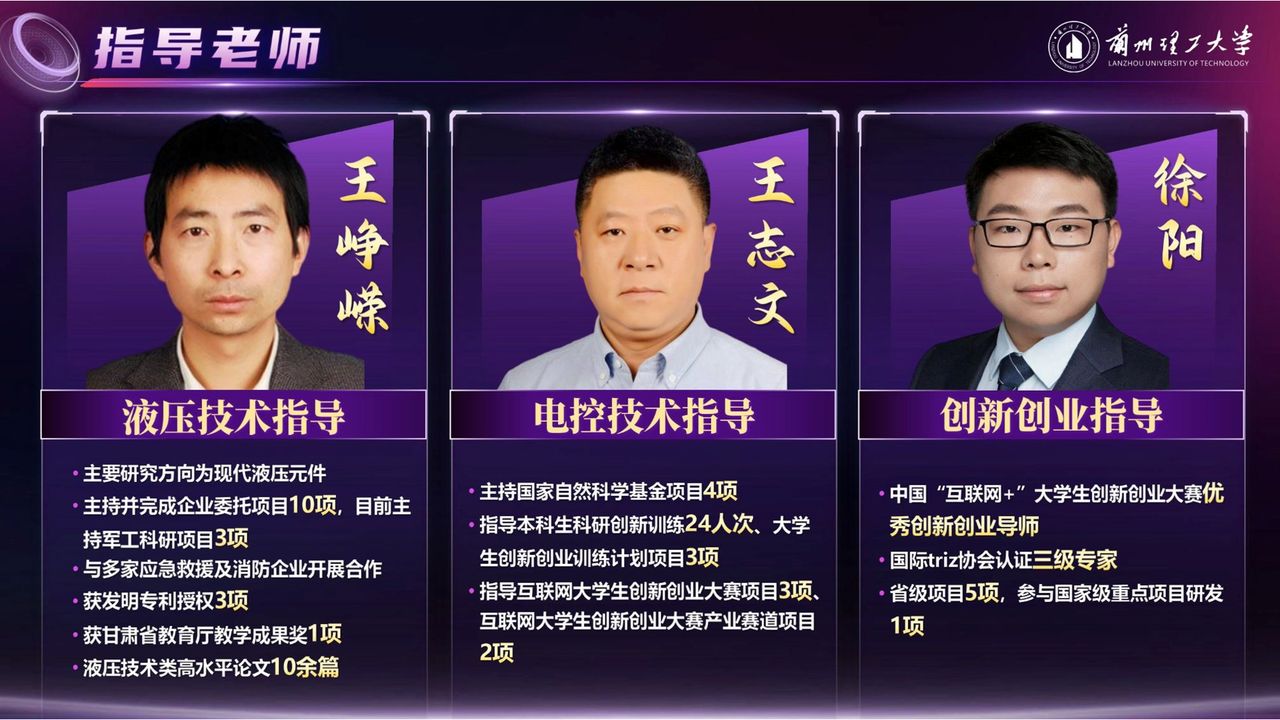 指导老师
蘭州理工大学
LANZHOU UNIVERSITY OF TECHNOLOGY
王峥嵘
液压技术指导
•主要研究方向为现代液压元件
•主持并完成企业委托项目10项，目前主
持军工科研项目3项
•与多家应急救援及消防企业开展合作
•获发明专利授权3项
•获甘肃省教育厅教学成果奖1项
•液压技术类高水平论文10余篇
王志文
电控技术指导
•主持国家自然科学基金项目4项
•指导本科生科研创新训练24人次、大学
生创新创业训练计划项目3项
•指导互联网大学生创新创业大赛项目3项、
互联网大学生创新创业大赛产业赛道项目
2项
徐阳
创新创业指导
•中国“互联网+”大学生创新创业大赛优
秀创新创业导师
•国际triz协会认证三级专家
•省级项目5项，参与国家级重点项目研发
1项